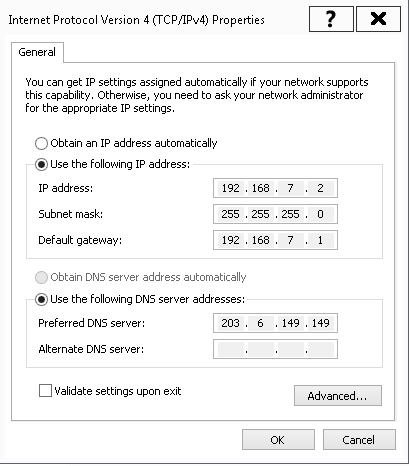 Internet Protocol Version 4 (TCP/IPv4) Properties
?
General
You can get IP settings assigned automatically if your network supports
this capability. Otherwise, you need to ask your network administrator
for the appropriate IP settings.
Obtain an IP address automatically
Use the following IP address:
IP address: 192 . 168 . 7 . 2
Subnet mask: 255 . 255 . 255 . 0
Default gateway: 192 . 168 . 7 . 1
Obtain DNS server address automatically
Use the following DNS server addresses:
Preferred DNS server: 203 . 6 . 149 . 149
Alternate DNS server: . . .
Validate settings upon exit
Advanced...
OK Cancel